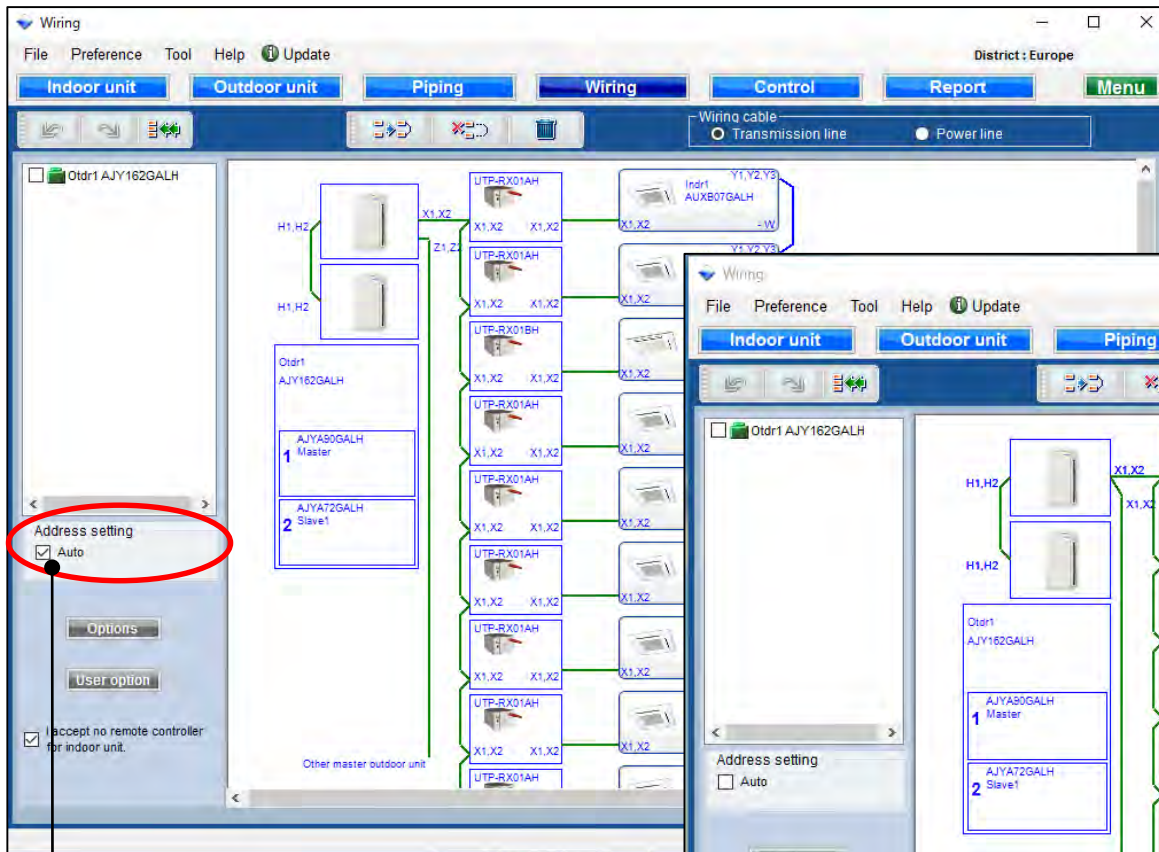 Wiring
File Preference Tool Help Update
District : Europe
Indoor unit Outdoor unit Piping Wiring Control Report Menu
Wiring cable
Transmission line Power line
Otdr1 AJY162GALH
Address setting
Auto
Options
User option
I accept no remote controller
for indoor unit.
H1,H2
H1,H2
X1,X2
Otdr1
AJY162GALH
AJYA90GALH
1 Master
AJYA72GALH
2 Slave1
Other master outdoor unit
UTP-RX01AH
X1,X2 X1,X2
UTP-RX01AH
X1,X2 X1,X2
UTP-RX01BH
X1,X2 X1,X2
UTP-RX01AH
X1,X2 X1,X2
UTP-RX01AH
X1,X2 X1,X2
UTP-RX01AH
X1,X2 X1,X2
UTP-RX01AH
X1,X2 X1,X2
UTP-RX01AH
X1,X2 X1,X2
UTP-RX01AH
Y1,Y2,Y3
Indr1
AUXB07GALH
X1,X2 - W
Y1,Y2,Y3
X1,X2
X1,X2
X1,X2
X1,X2
X1,X2
X1,X2
X1,X2
Wiring
File Preference Tool Help Update
Indoor unit Outdoor unit Piping
Otdr1 AJY162GALH
Address setting
Auto
H1,H2
H1,H2
X1,X2
X1,X2
Otdr1
AJY162GALH
AJYA90GALH
1 Master
AJYA72GALH
2 Slave1